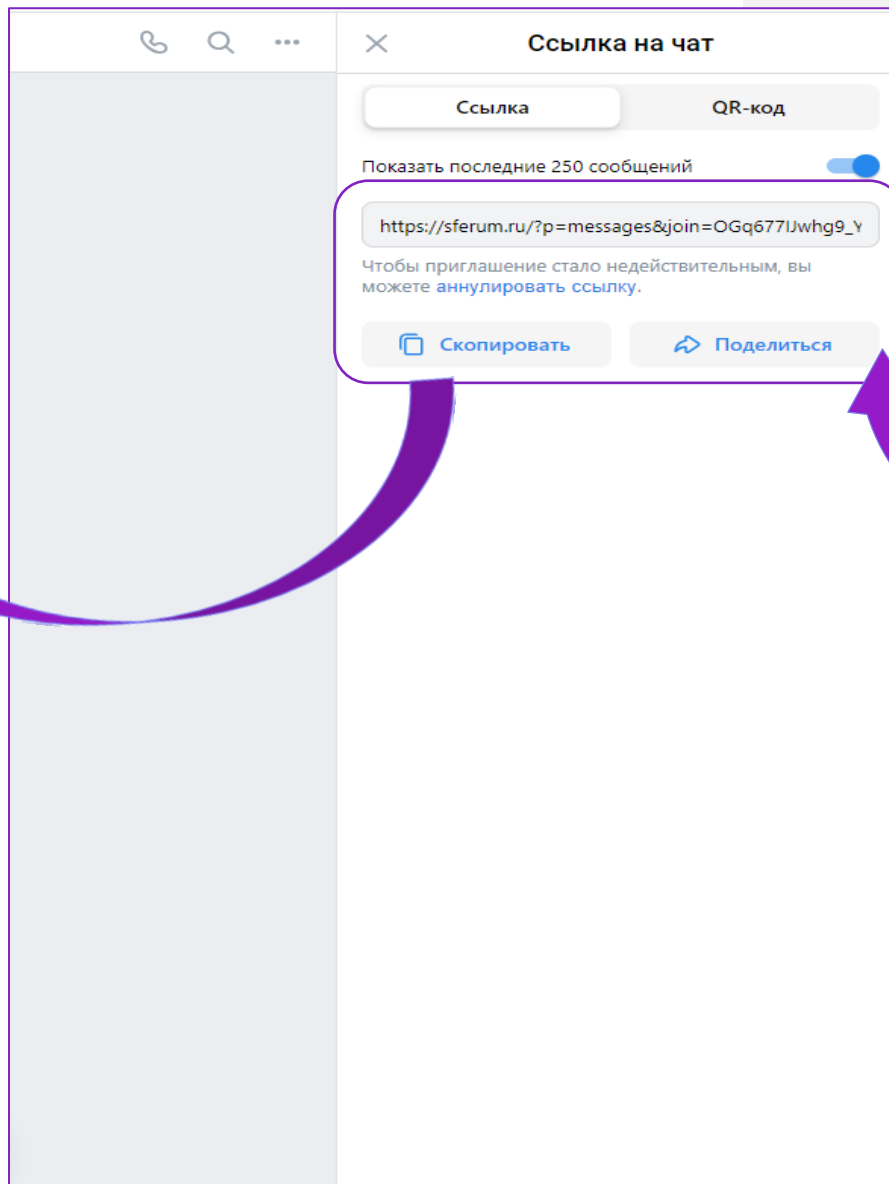 Ссылка на чат
Ссылка QR-код
Показать последние 250 сообщений
https://sferum.ru/?p=messages&join=OGq677IJwhg9_Y
Чтобы приглашение стало недействительным, вы
можете аннулировать ссылку.
Скопировать Поделиться